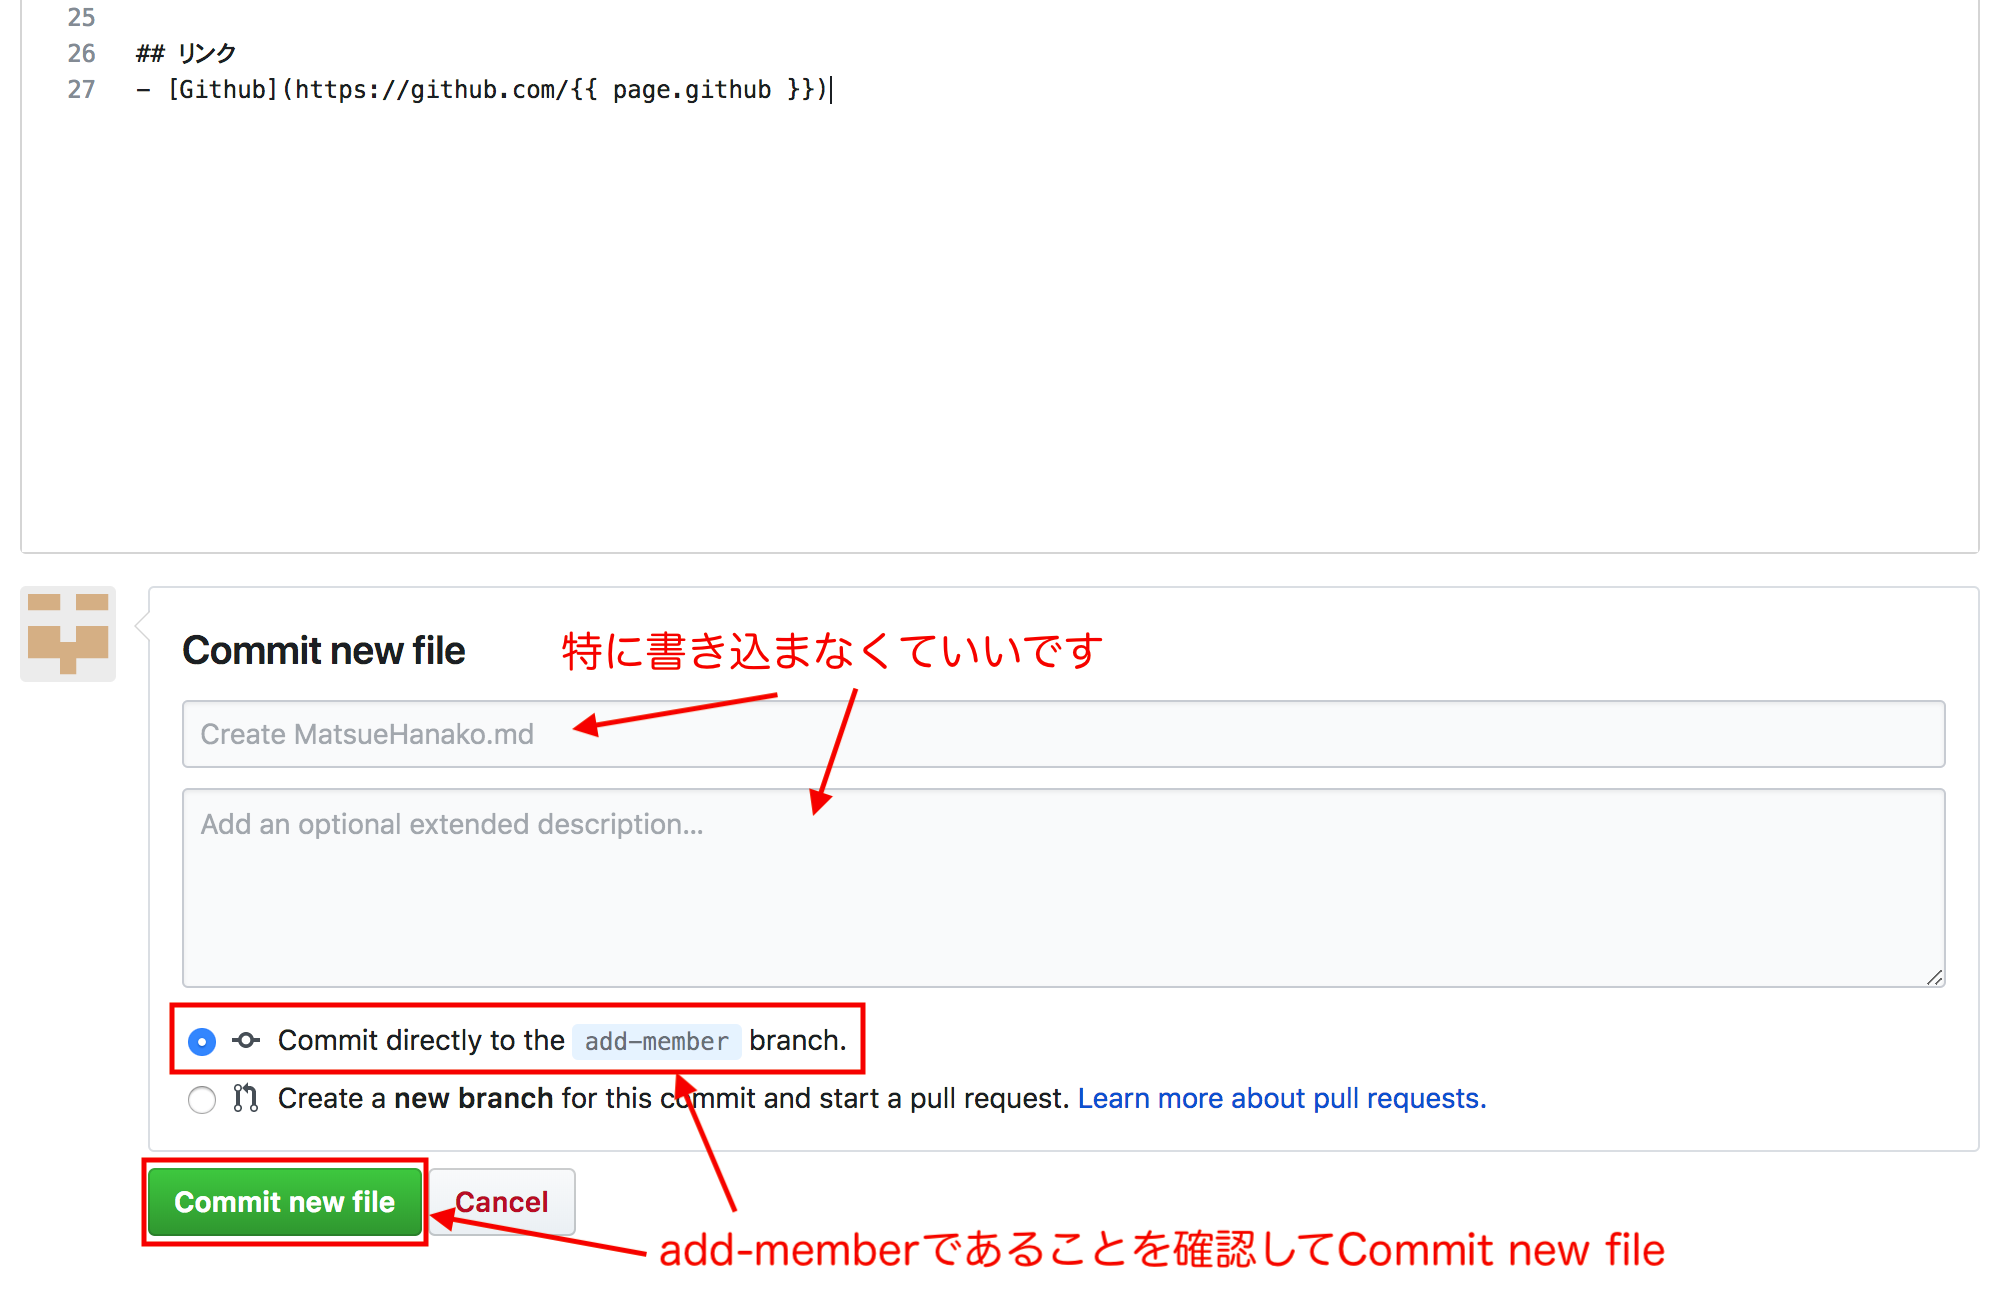 25
26 ## リンク
27 - [Github](https://github.com/{{ page.github }})
Commit new file
特に書き込まなくていいです
Create MatsueHanako.md
Add an optional extended description...
Commit directly to the add-member branch.
Create a new branch for this commit and start a pull request. Learn more about pull requests.
Commit new file
Cancel
add-memberであることを確認してCommit new file